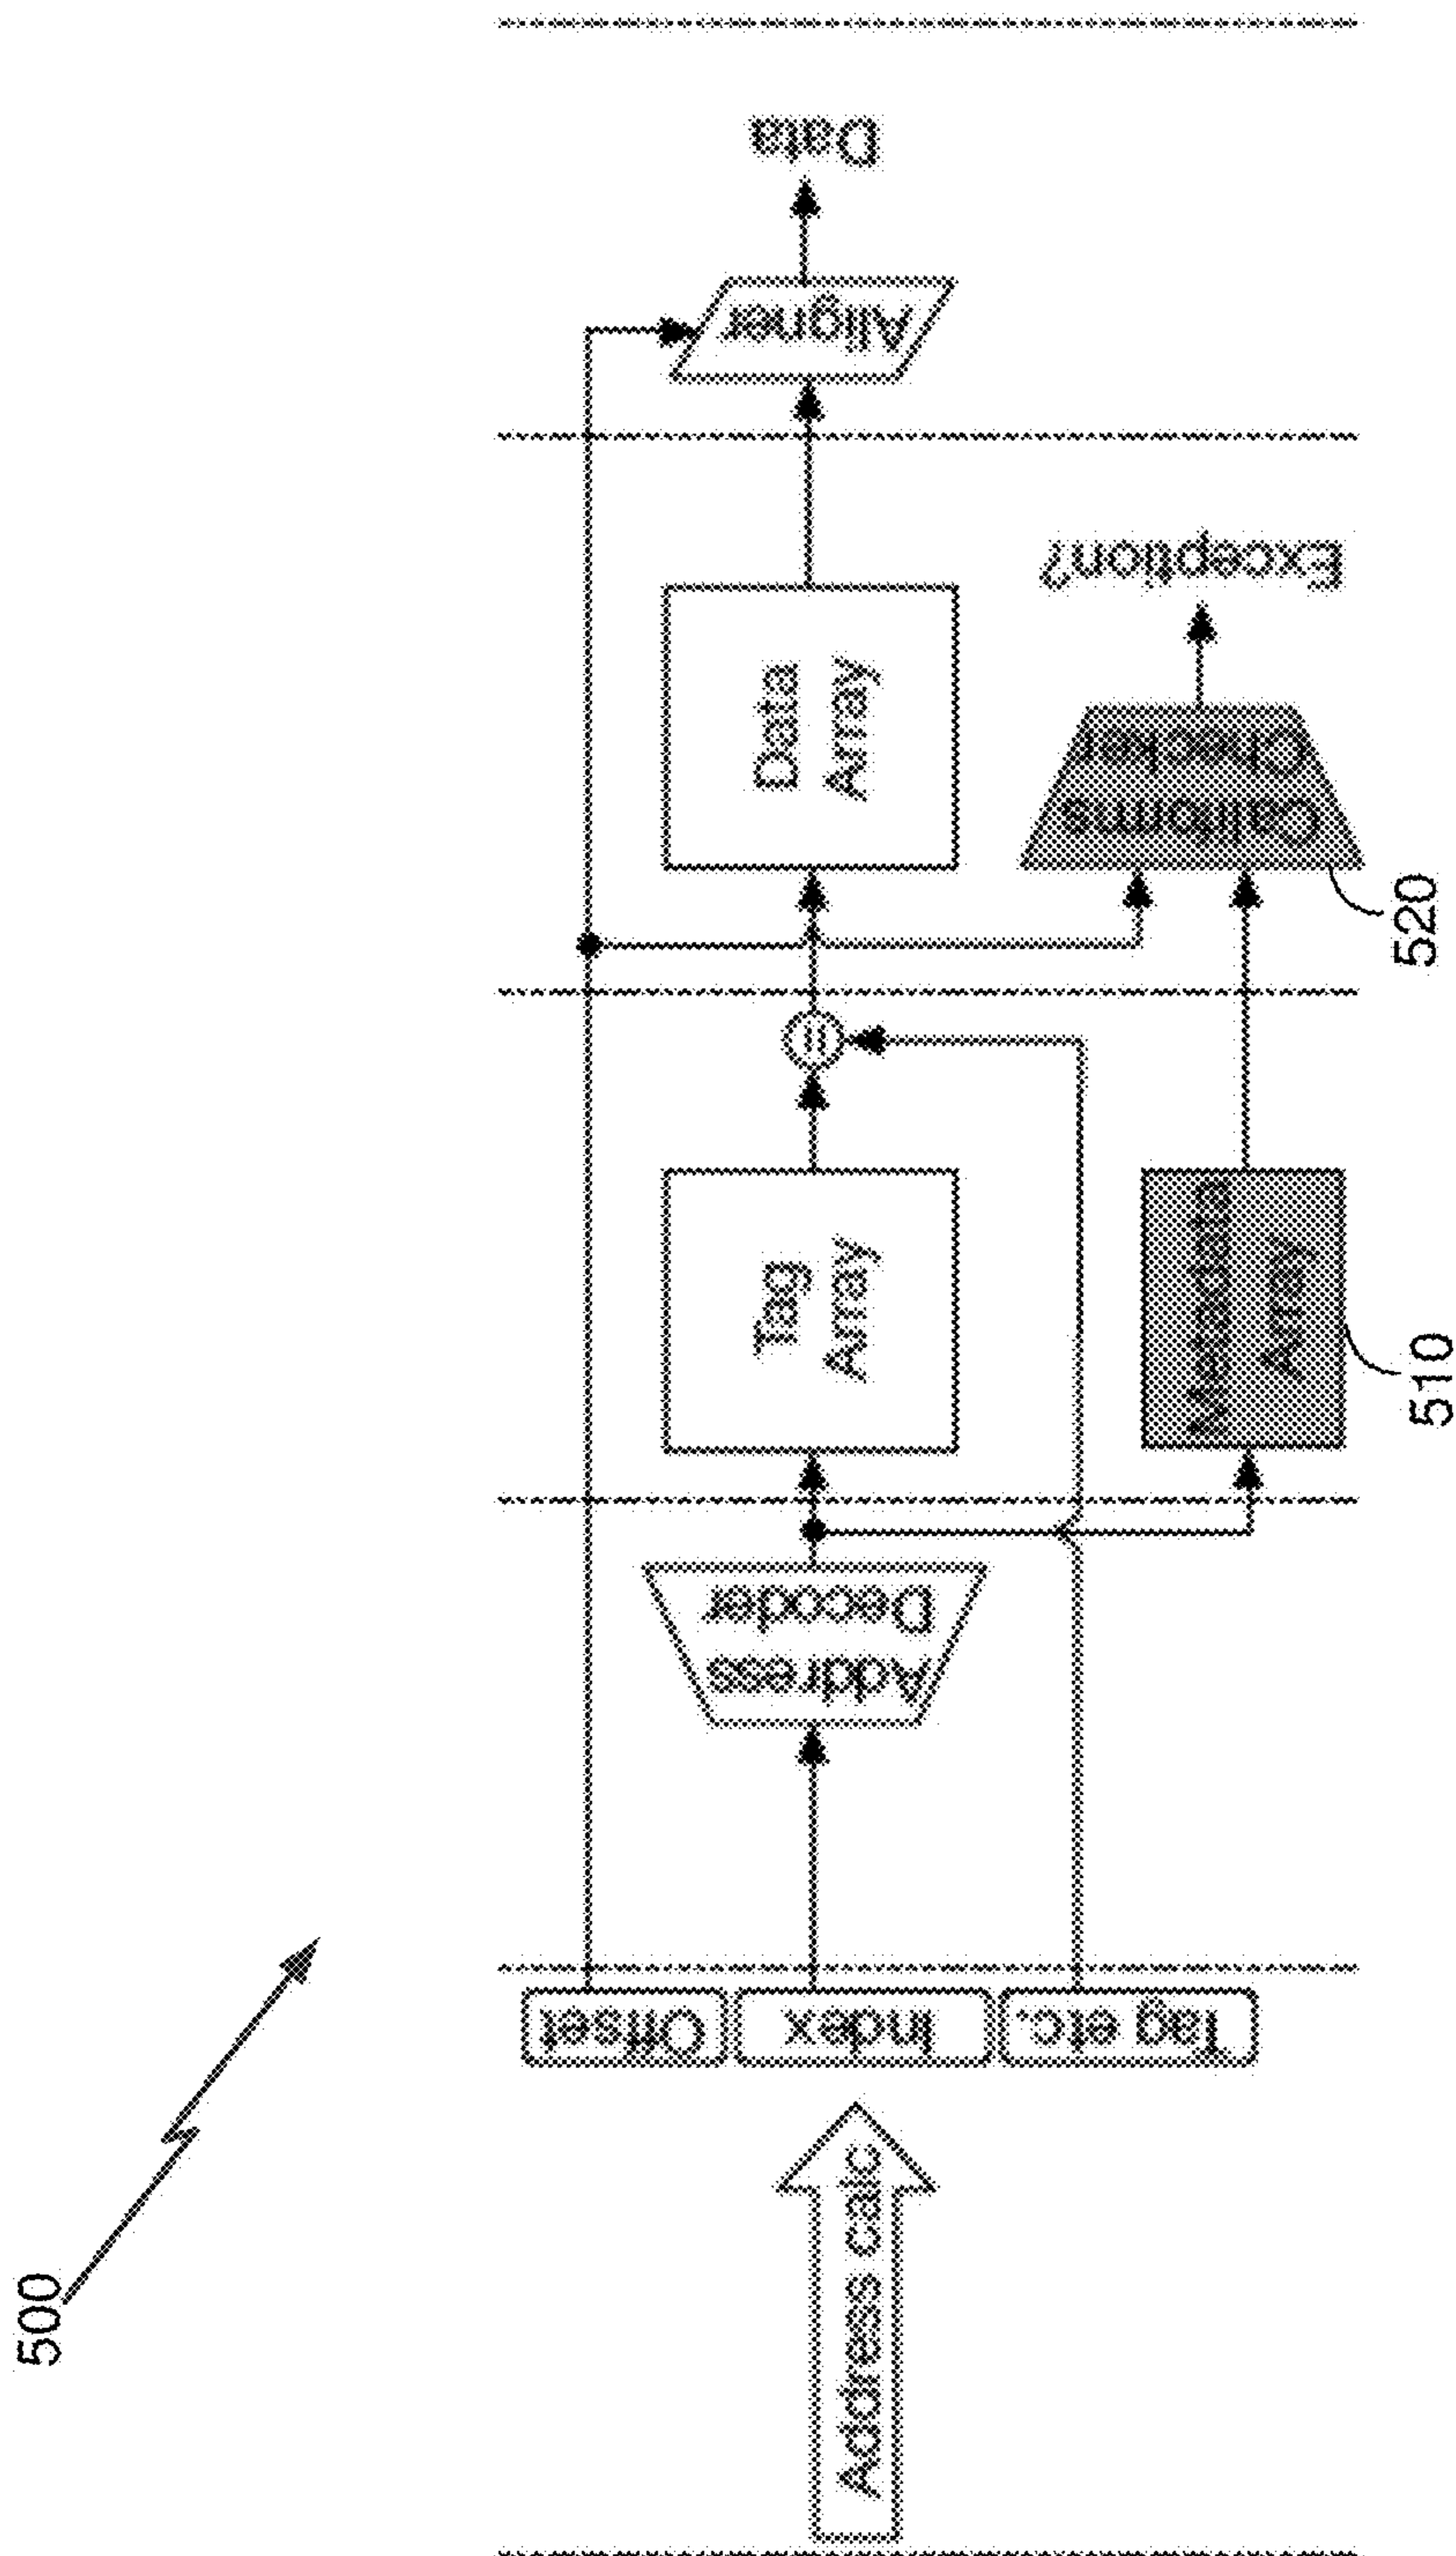 500
Address calc
Offset
Index
Tag etc.
Address
Decoder
Tag
Array
Metadata
Array
510
=
Data
Array
Califorms
Checker
520
Exception?
Aligner
Data